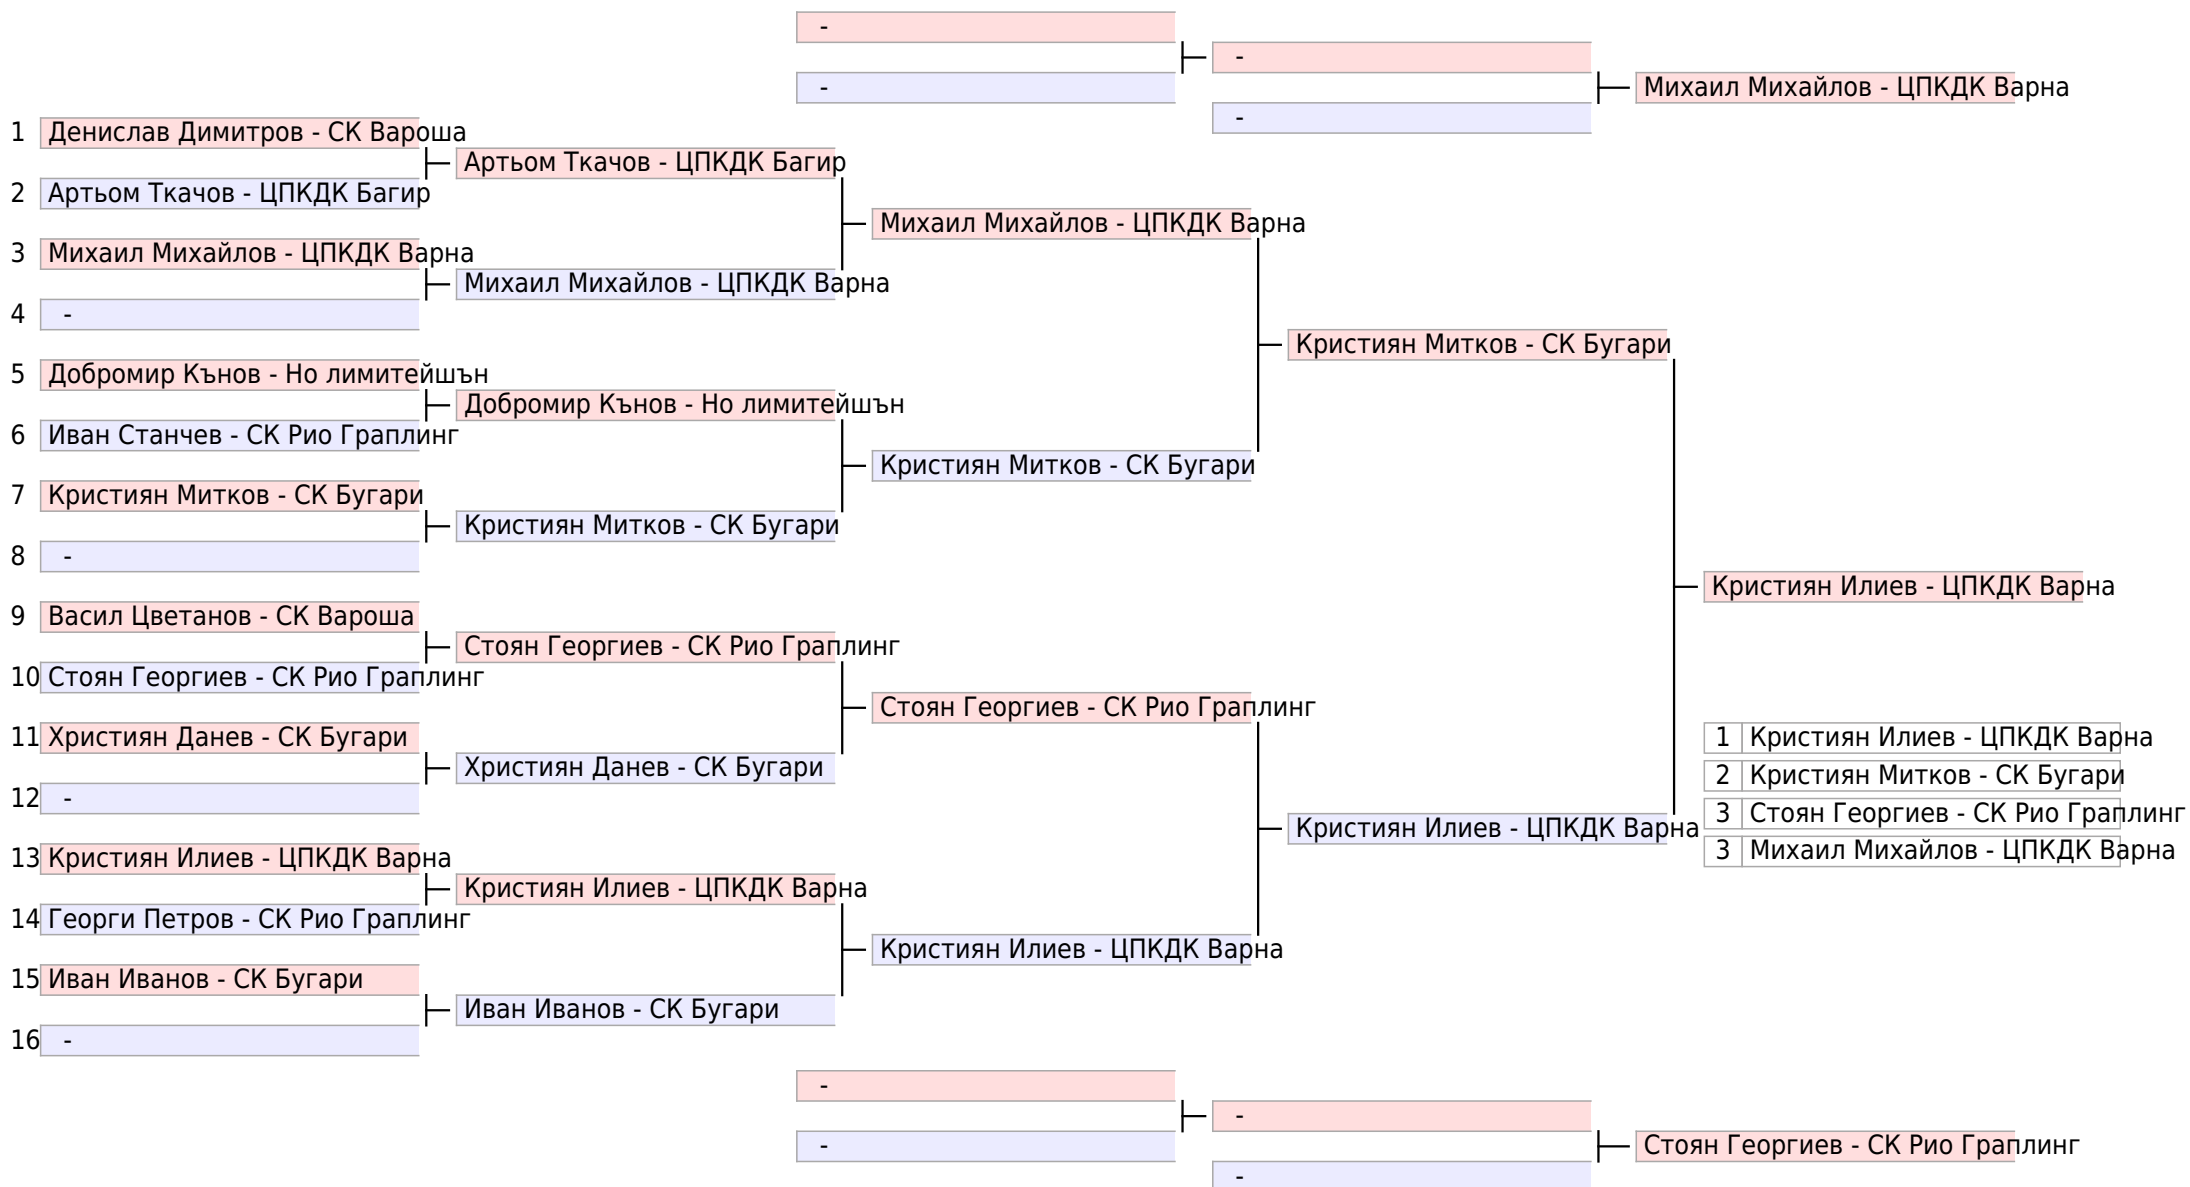 -
-
-
-
Михаил Михайлов - ЦПКДК Варна
1 Денислав Димитров - СК Вароша
2 Артьом Ткачов - ЦПКДК Багир
3 Михаил Михайлов - ЦПКДК Варна
4 -
5 Добромир Кънов - Но лимитейшън
6 Иван Станчев - СК Рио Граплинг
7 Кристиян Митков - СК Бугари
8 -
9 Васил Цветанов - СК Вароша
10 Стоян Георгиев - СК Рио Граплинг
11 Християн Данев - СК Бугари
12 -
13 Кристиян Илиев - ЦПКДК Варна
14 Георги Петров - СК Рио Граплинг
15 Иван Иванов - СК Бугари
16 -
Артьом Ткачов - ЦПКДК Багир
Михаил Михайлов - ЦПКДК Варна
Добромир Кънов - Но лимитейшън
Кристиян Митков - СК Бугари
Стоян Георгиев - СК Рио Граплинг
Християн Данев - СК Бугари
Кристиян Илиев - ЦПКДК Варна
Иван Иванов - СК Бугари
Михаил Михайлов - ЦПКДК Варна
Кристиян Митков - СК Бугари
Стоян Георгиев - СК Рио Граплинг
Кристиян Илиев - ЦПКДК Варна
Кристиян Митков - СК Бугари
Кристиян Илиев - ЦПКДК Варна
Кристиян Илиев - ЦПКДК Варна
1 Кристиян Илиев - ЦПКДК Варна
2 Кристиян Митков - СК Бугари
3 Стоян Георгиев - СК Рио Граплинг
3 Михаил Михайлов - ЦПКДК Варна
-
-
-
-
Стоян Георгиев - СК Рио Граплинг